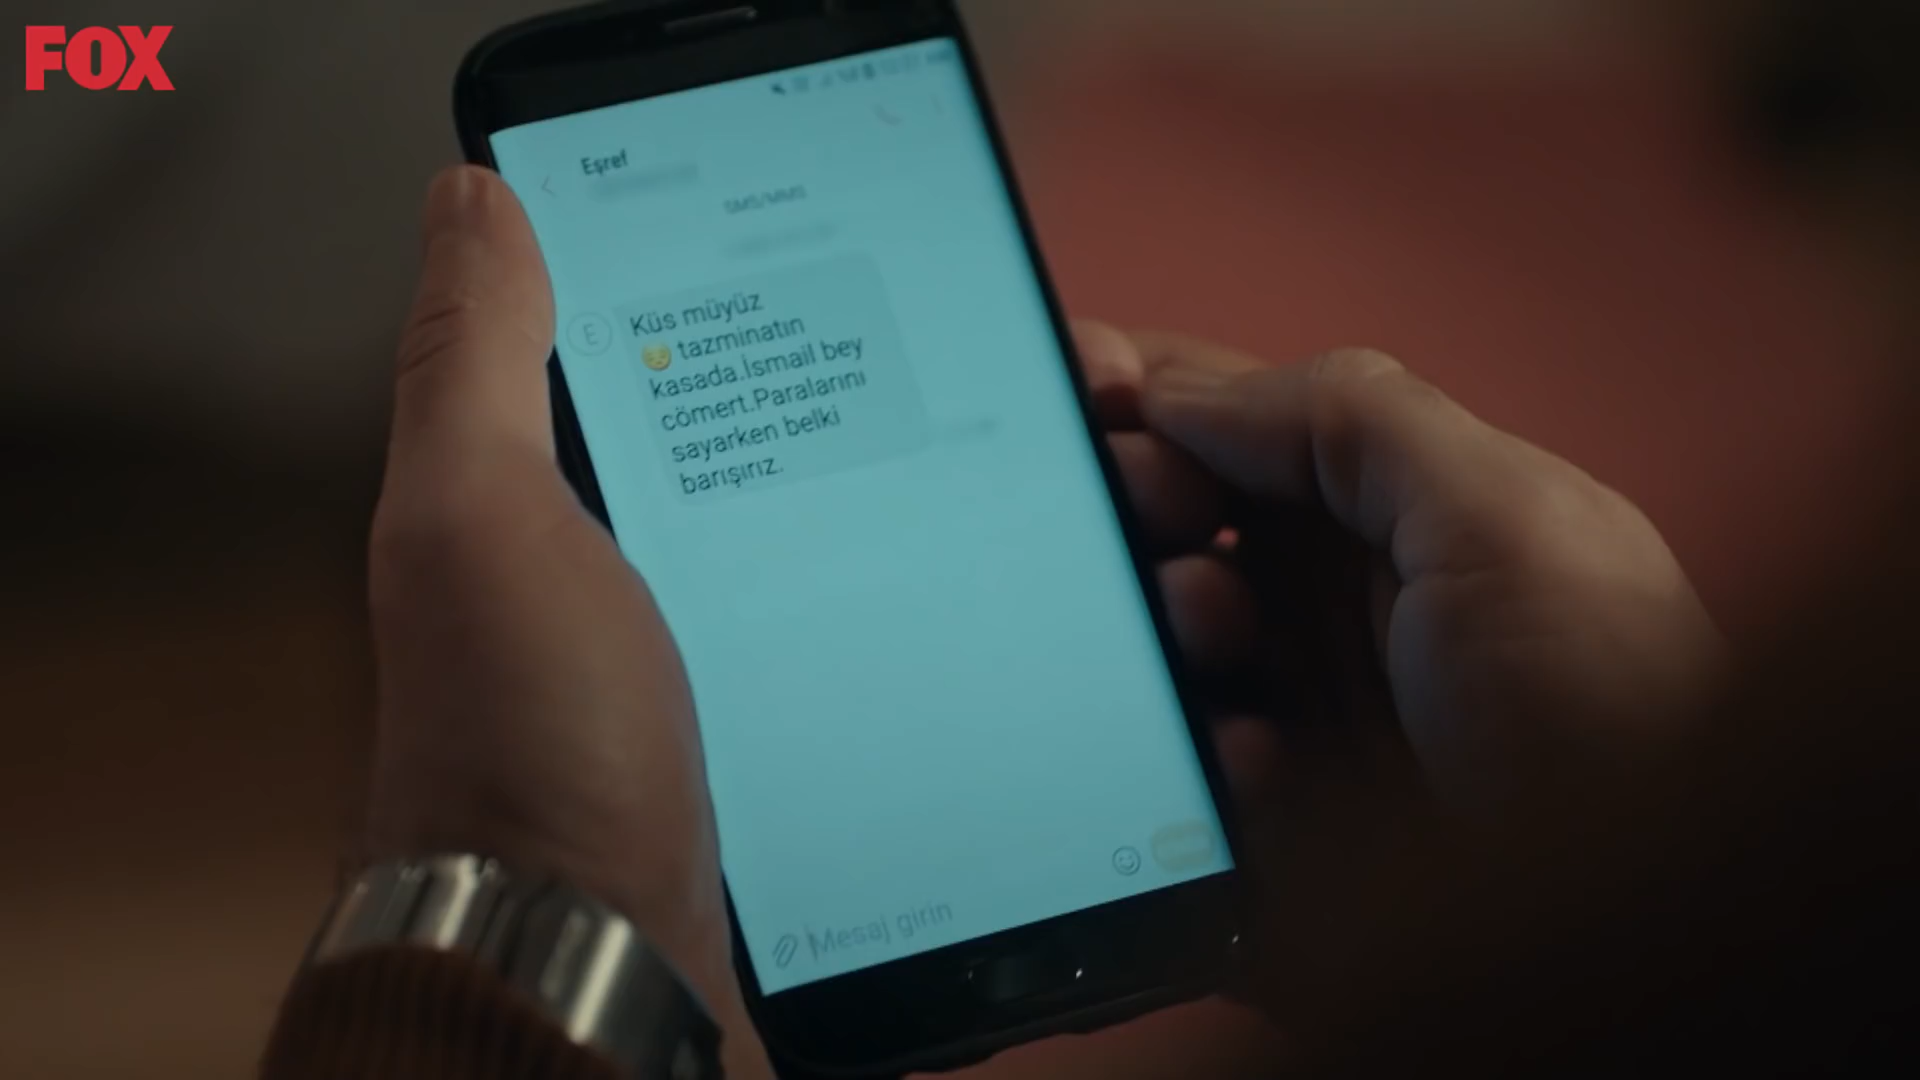 FOX
Eşref
SMS/MMS
E
Küs müyüz
😔 tazminatın
kasada.İsmail bey
cömert.Paralarını
sayarken belki
barışırız.
Mesaj girin